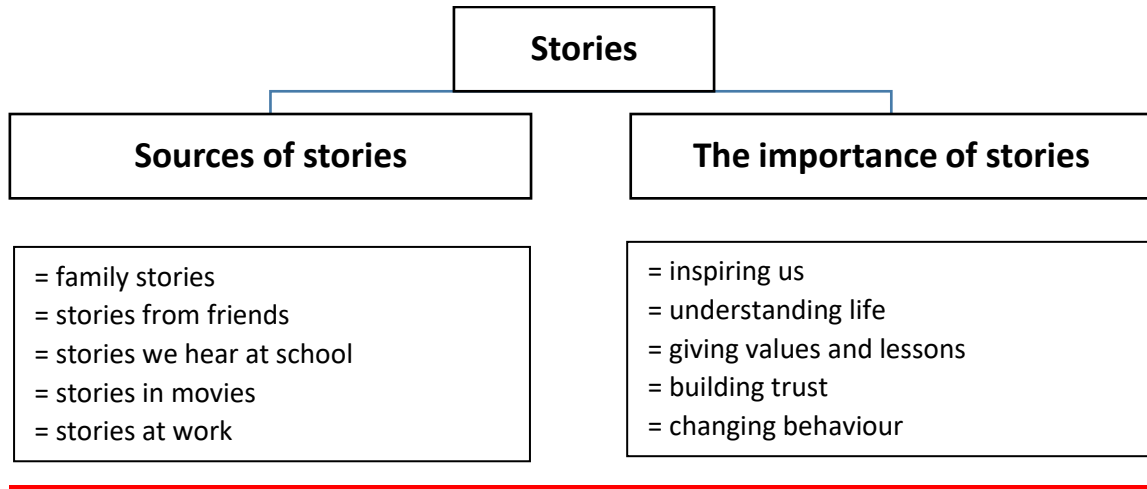 Stories
Sources of stories
The importance of stories
= family stories
= stories from friends
= stories we hear at school
= stories in movies
= stories at work
= inspiring us
= understanding life
= giving values and lessons
= building trust
= changing behaviour